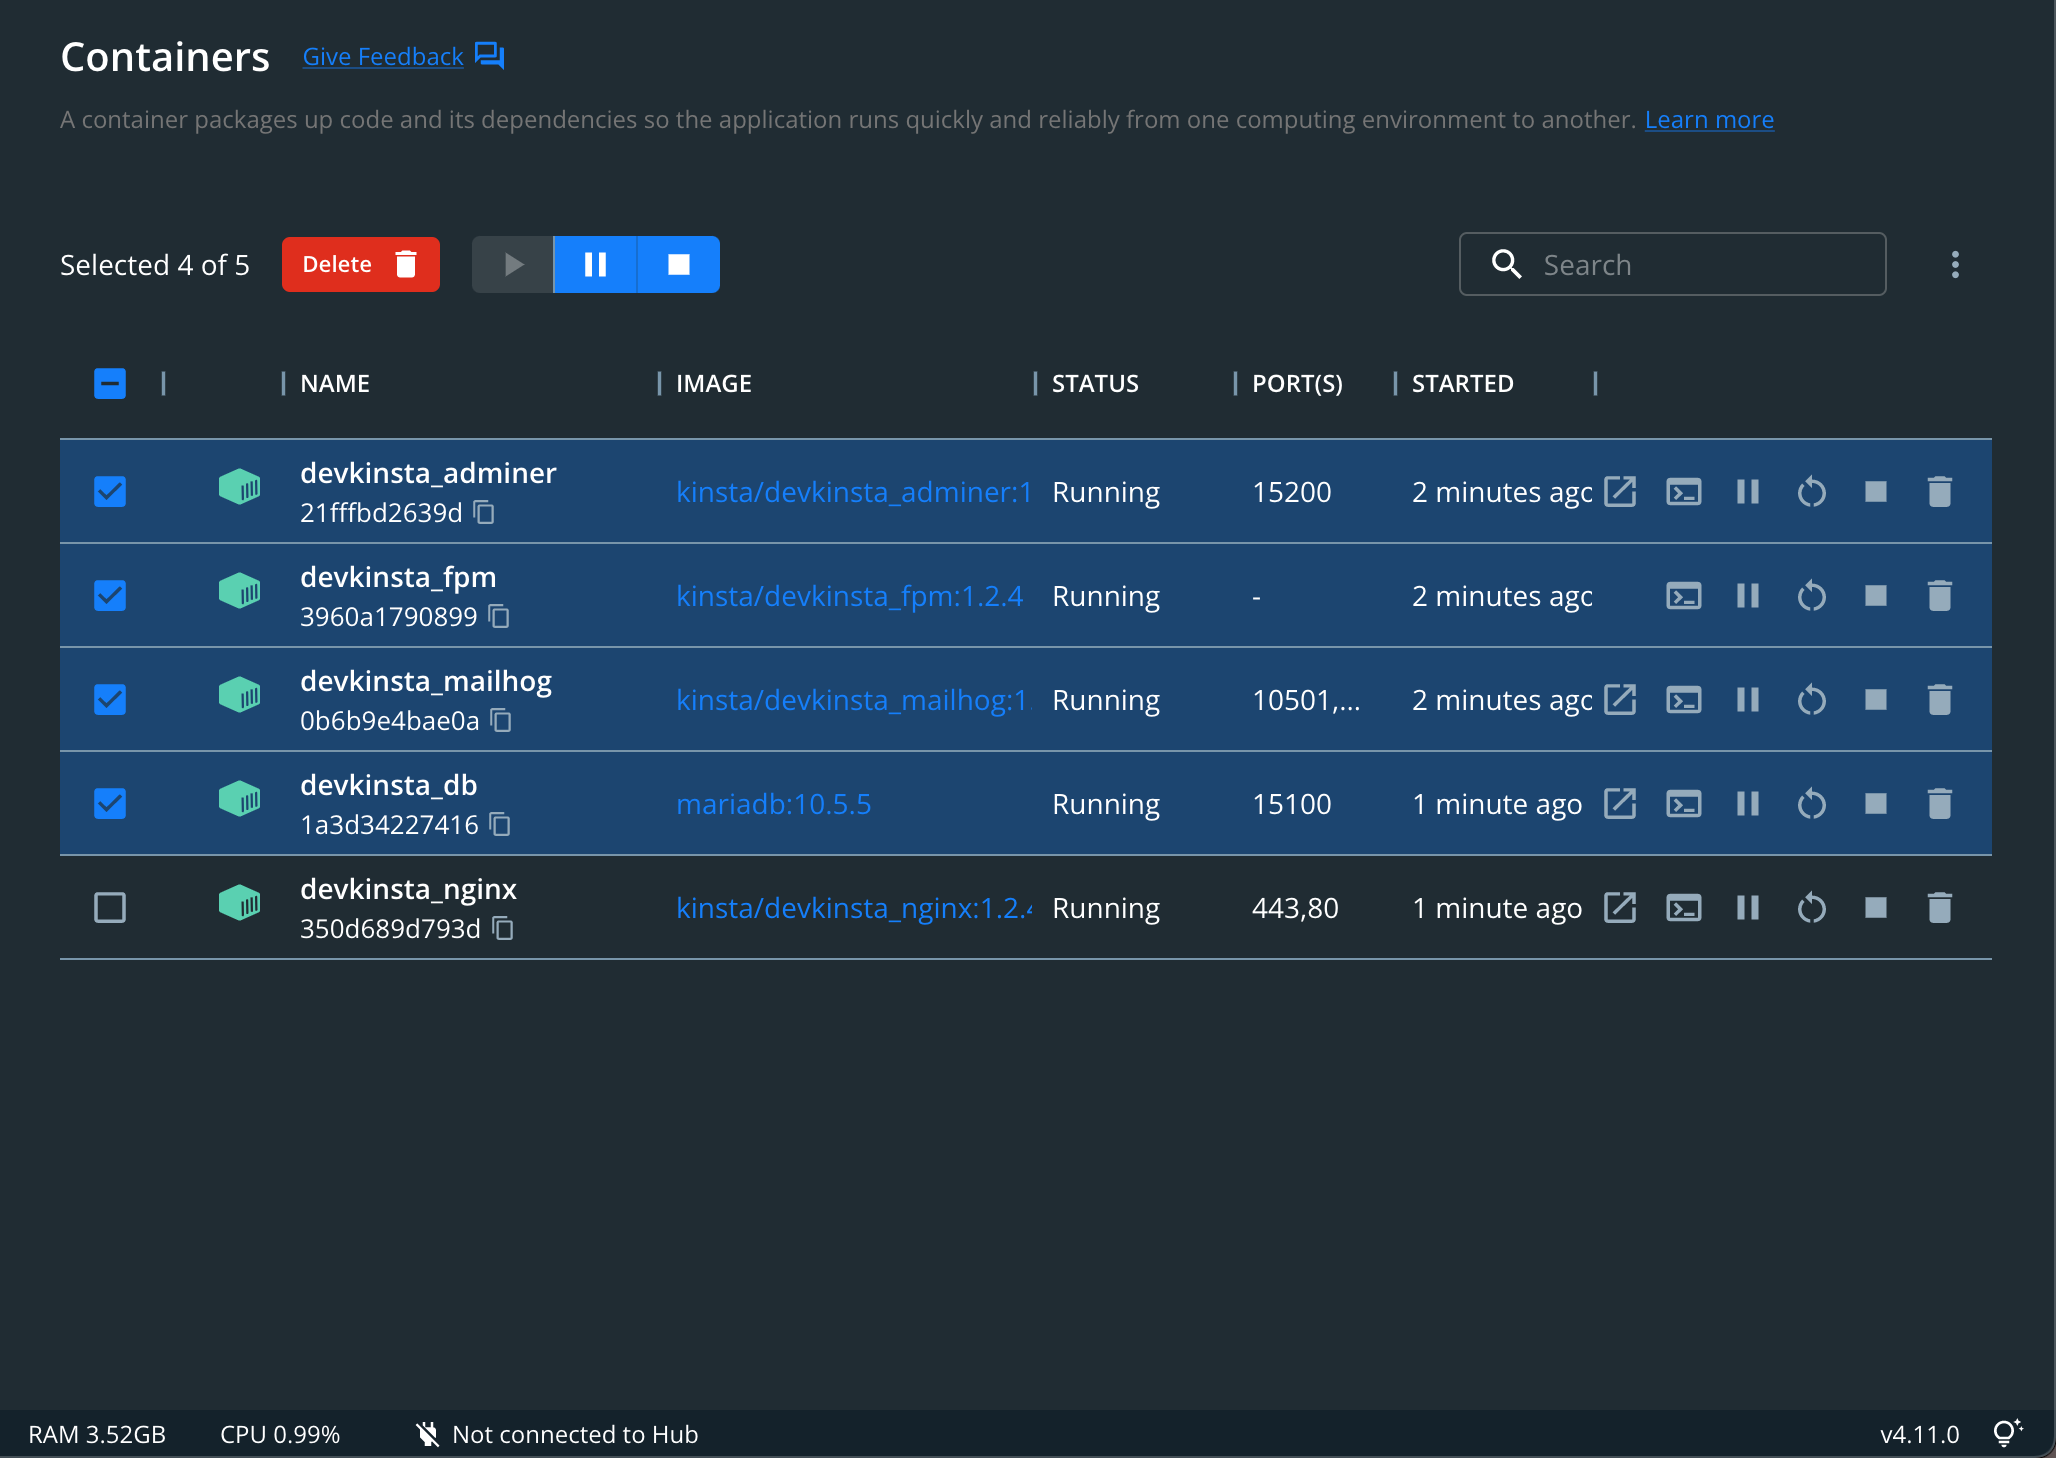 Containers Give Feedback
A container packages up code and its dependencies so the application runs quickly and reliably from one computing environment to another. Learn more
Selected 4 of 5 Delete Search
NAME IMAGE STATUS PORT(S) STARTED
devkinsta_adminer
21fffbd2639d kinsta/devkinsta_adminer:1 Running 15200 2 minutes ago
devkinsta_fpm
3960a1790899 kinsta/devkinsta_fpm:1.2.4 Running - 2 minutes ago
devkinsta_mailhog
0b6b9e4bae0a kinsta/devkinsta_mailhog:1. Running 10501,... 2 minutes ago
devkinsta_db
1a3d34227416 mariadb:10.5.5 Running 15100 1 minute ago
devkinsta_nginx
350d689d793d kinsta/devkinsta_nginx:1.2.4 Running 443,80 1 minute ago
RAM 3.52GB CPU 0.99% Not connected to Hub v4.11.0